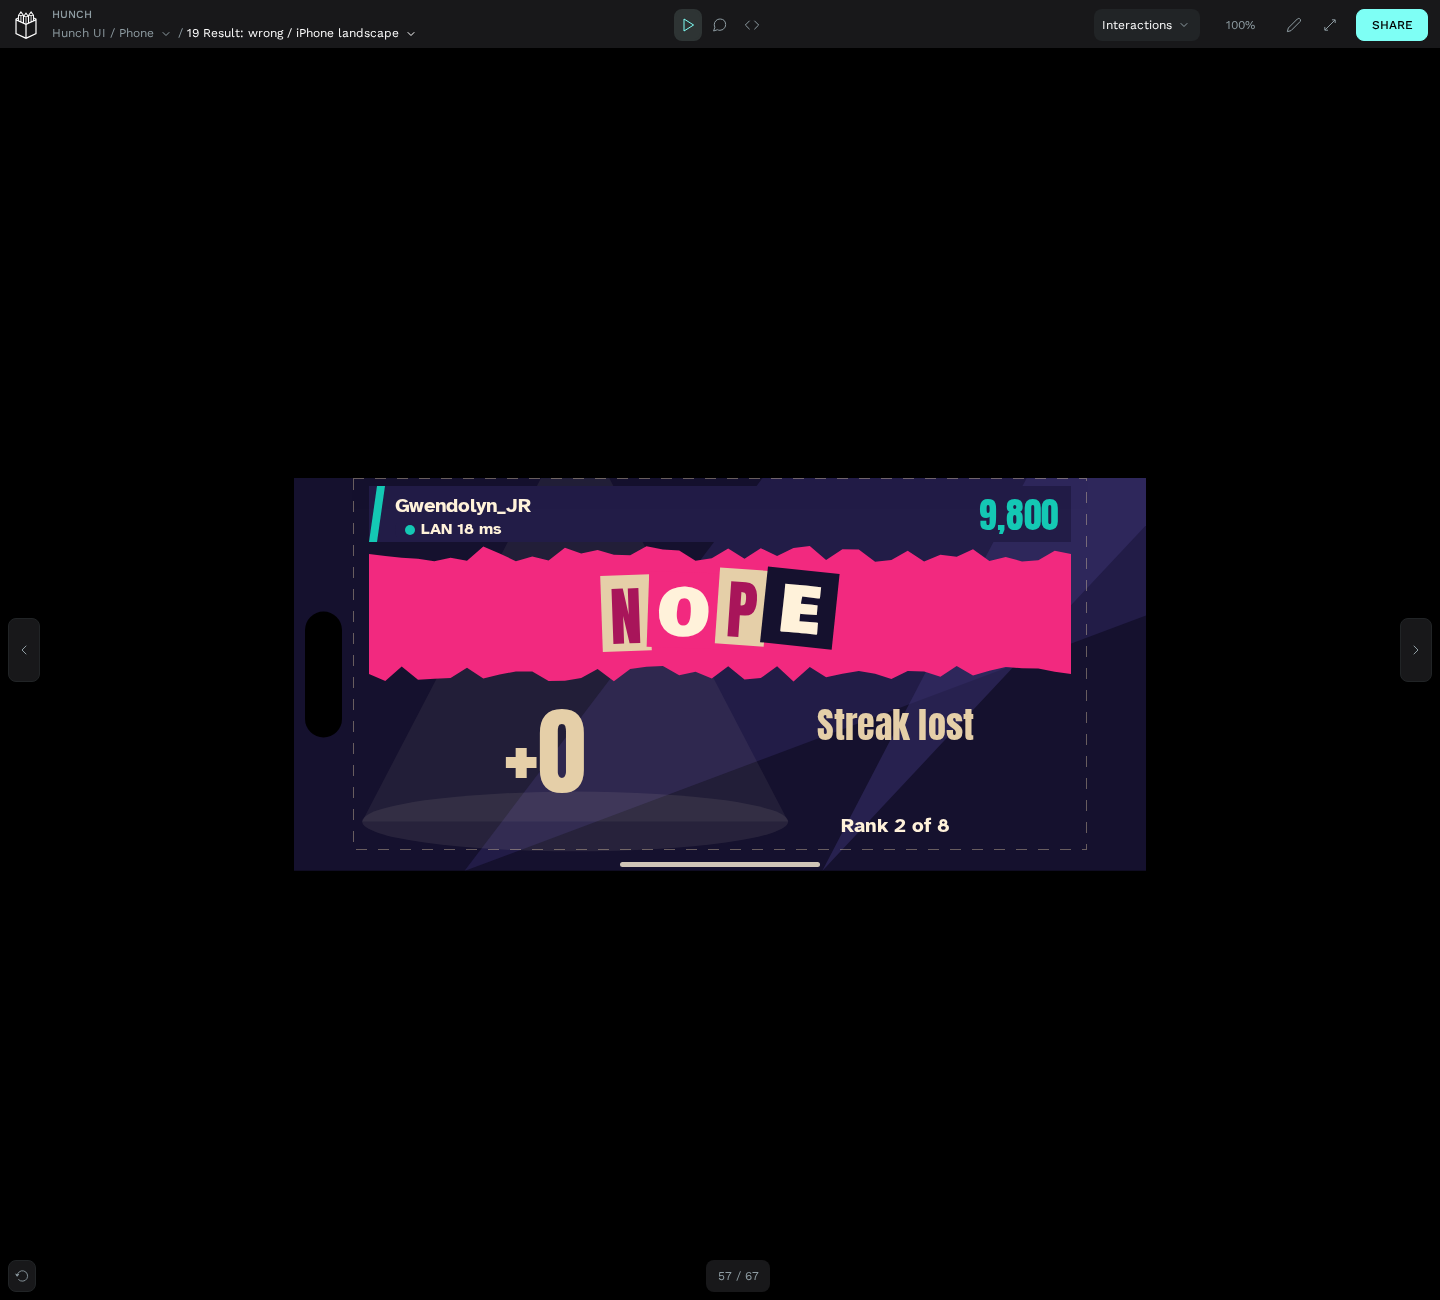 HUNCH
Hunch UI / Phone / 19 Result: wrong / iPhone landscape
Interactions
100%
SHARE
Gwendolyn_JR
LAN 18 ms
9,800
NOPE
+0
Streak lost
Rank 2 of 8
57 / 67